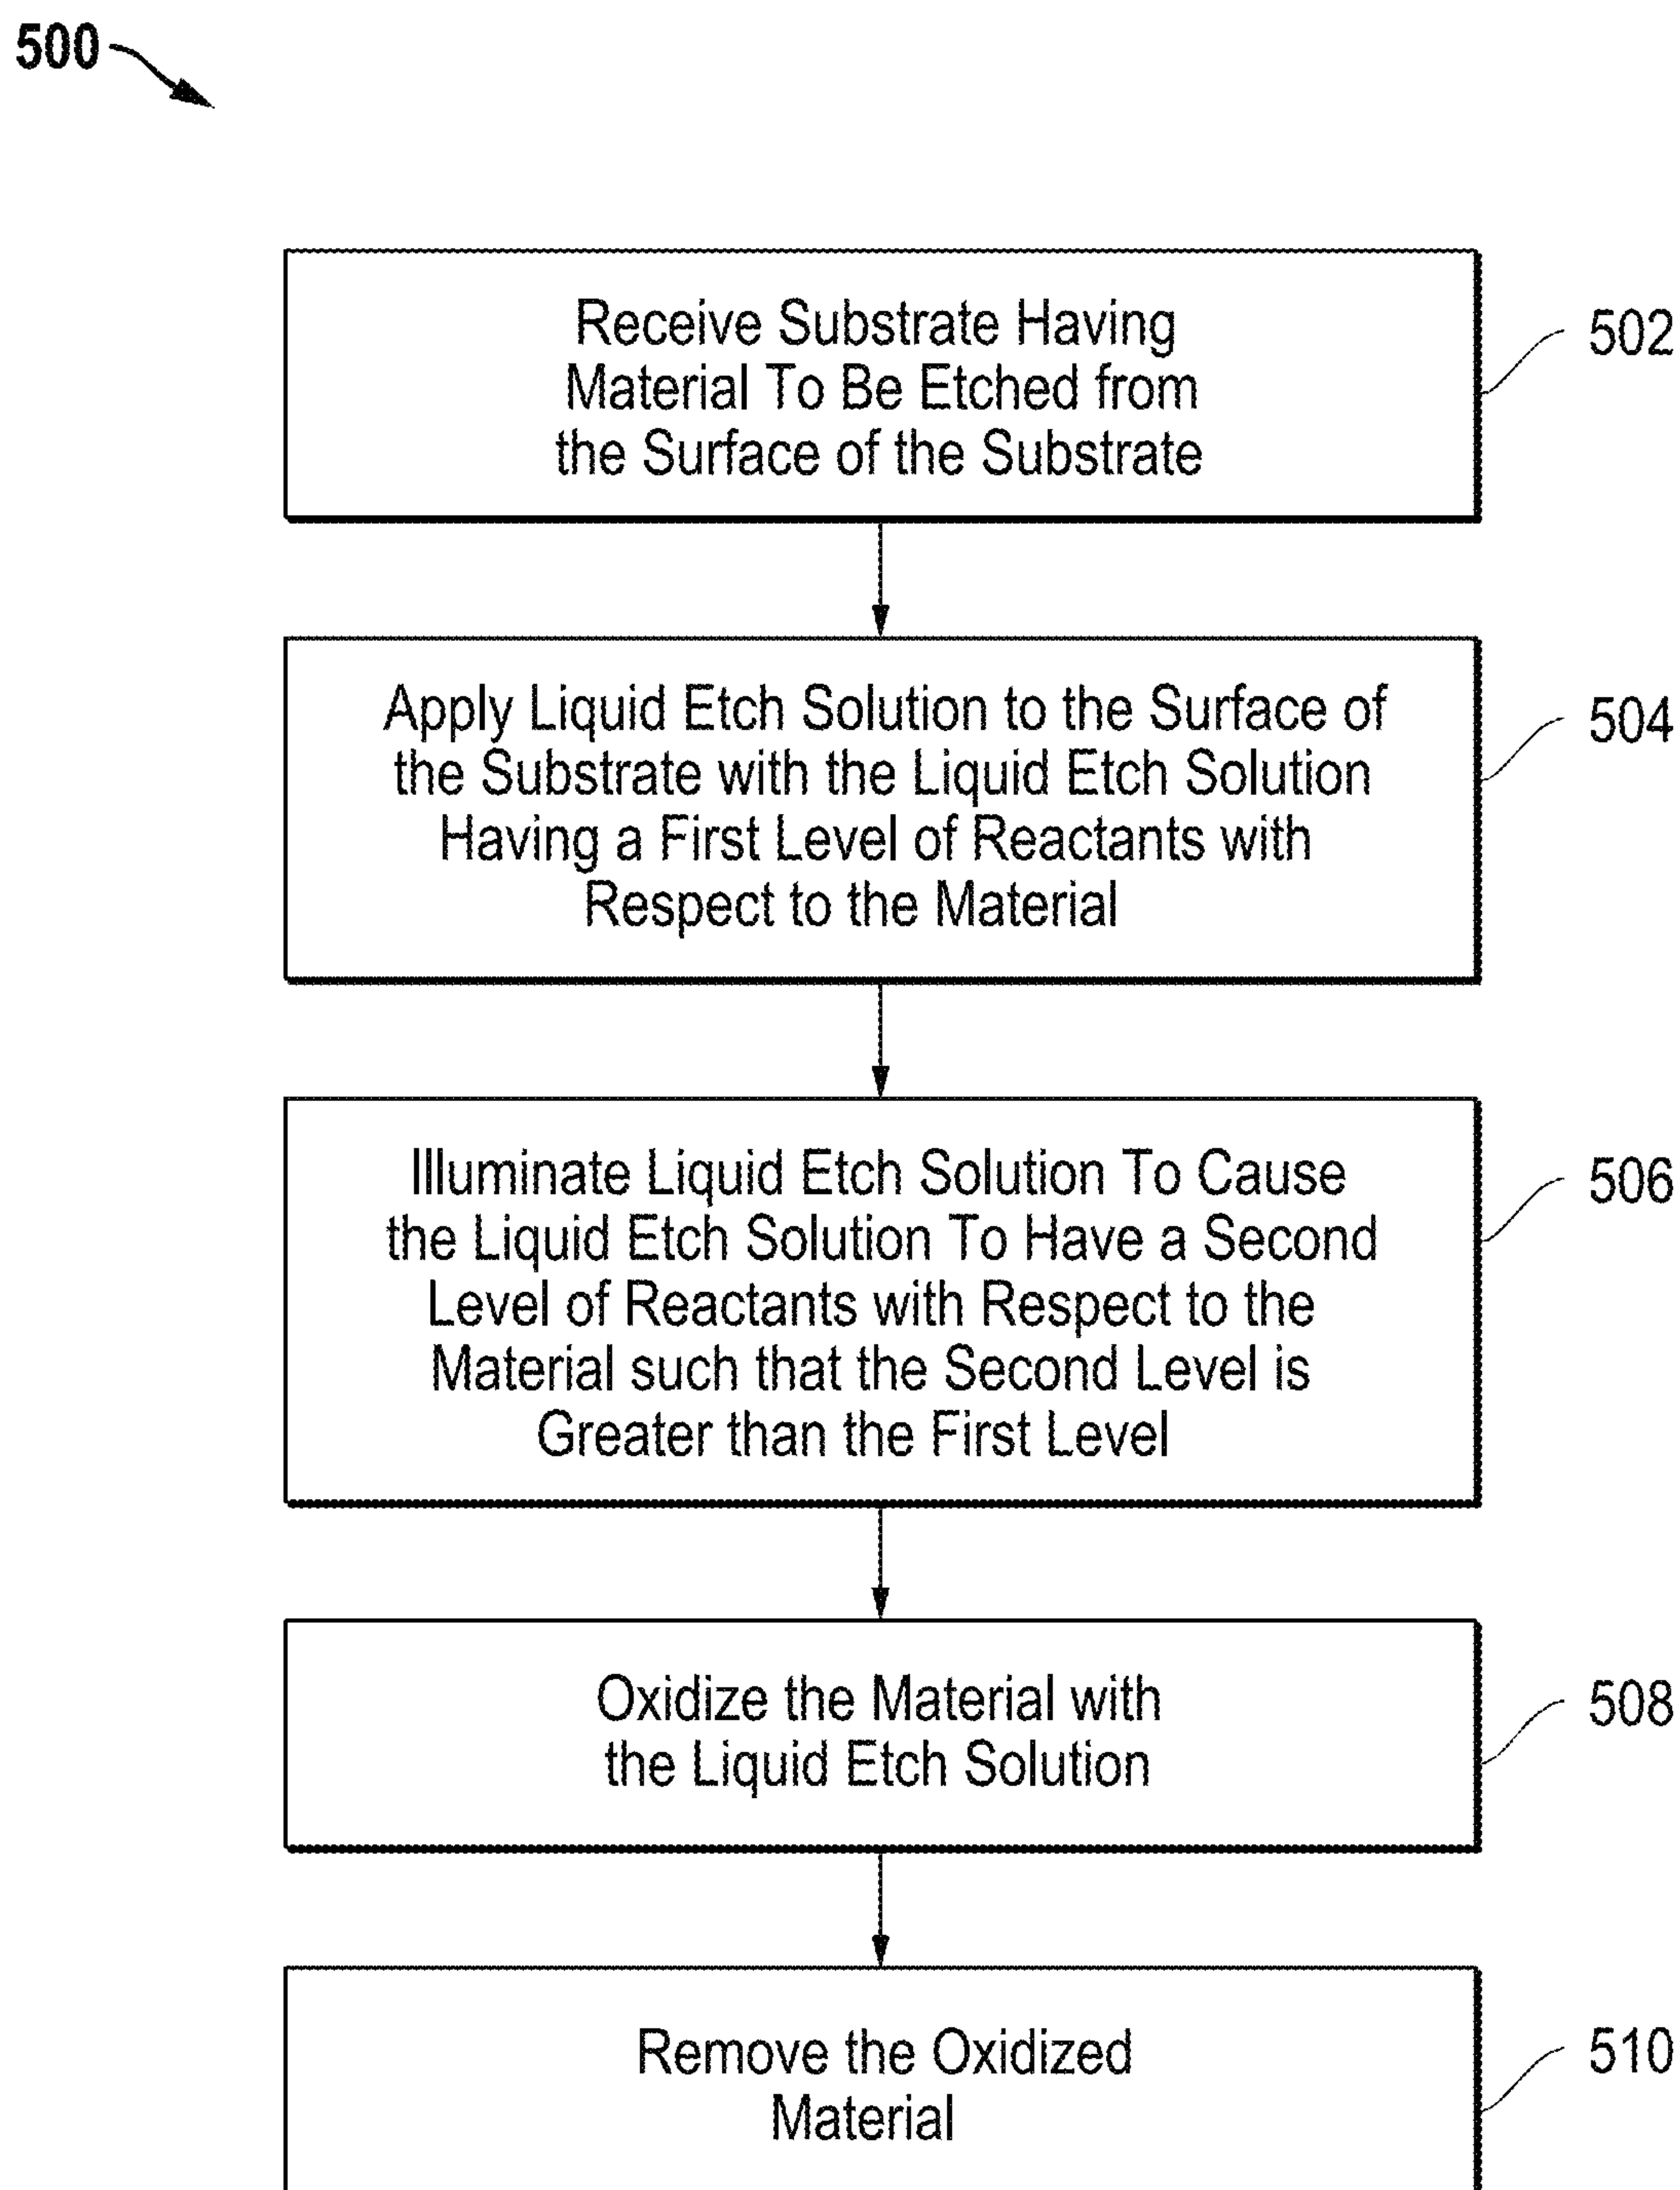 500
Receive Substrate Having
Material To Be Etched from
the Surface of the Substrate
502
Apply Liquid Etch Solution to the Surface of
the Substrate with the Liquid Etch Solution
Having a First Level of Reactants with
Respect to the Material
504
Illuminate Liquid Etch Solution To Cause
the Liquid Etch Solution To Have a Second
Level of Reactants with Respect to the
Material such that the Second Level is
Greater than the First Level
506
Oxidize the Material with
the Liquid Etch Solution
508
Remove the Oxidized
Material
510